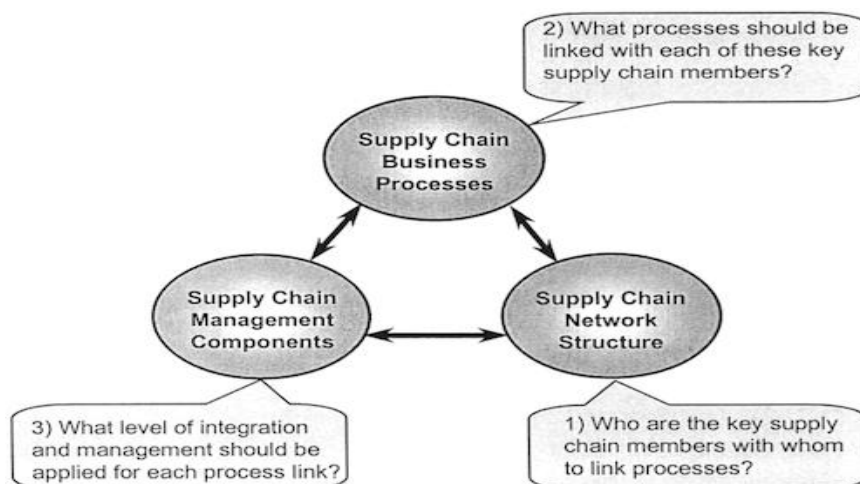 2) What processes should be
linked with each of these key
supply chain members?
Supply Chain
Business
Processes
Supply Chain
Management
Components
Supply Chain
Network
Structure
3) What level of integration
and management should be
applied for each process link?
1) Who are the key supply
chain members with whom
to link processes?